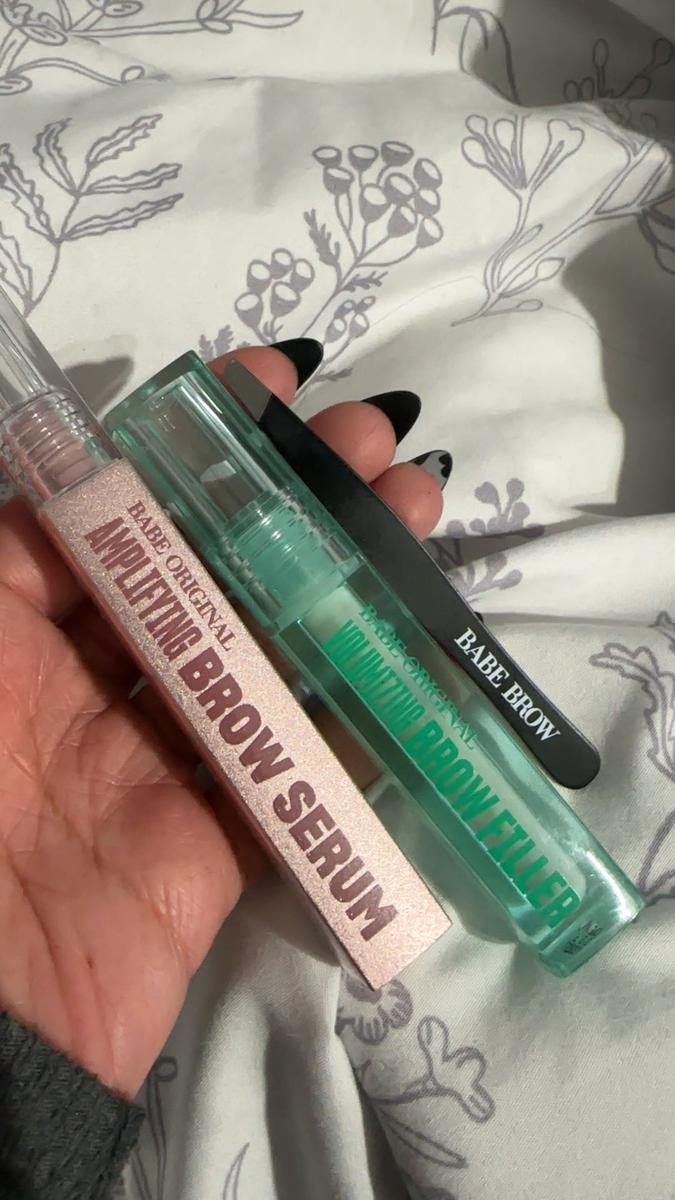 BABE ORIGINAL
AMPLIFYING BROW SERUM
BABE ORIGINAL
VOLUMIZING BROW FILLER
BABE BROW